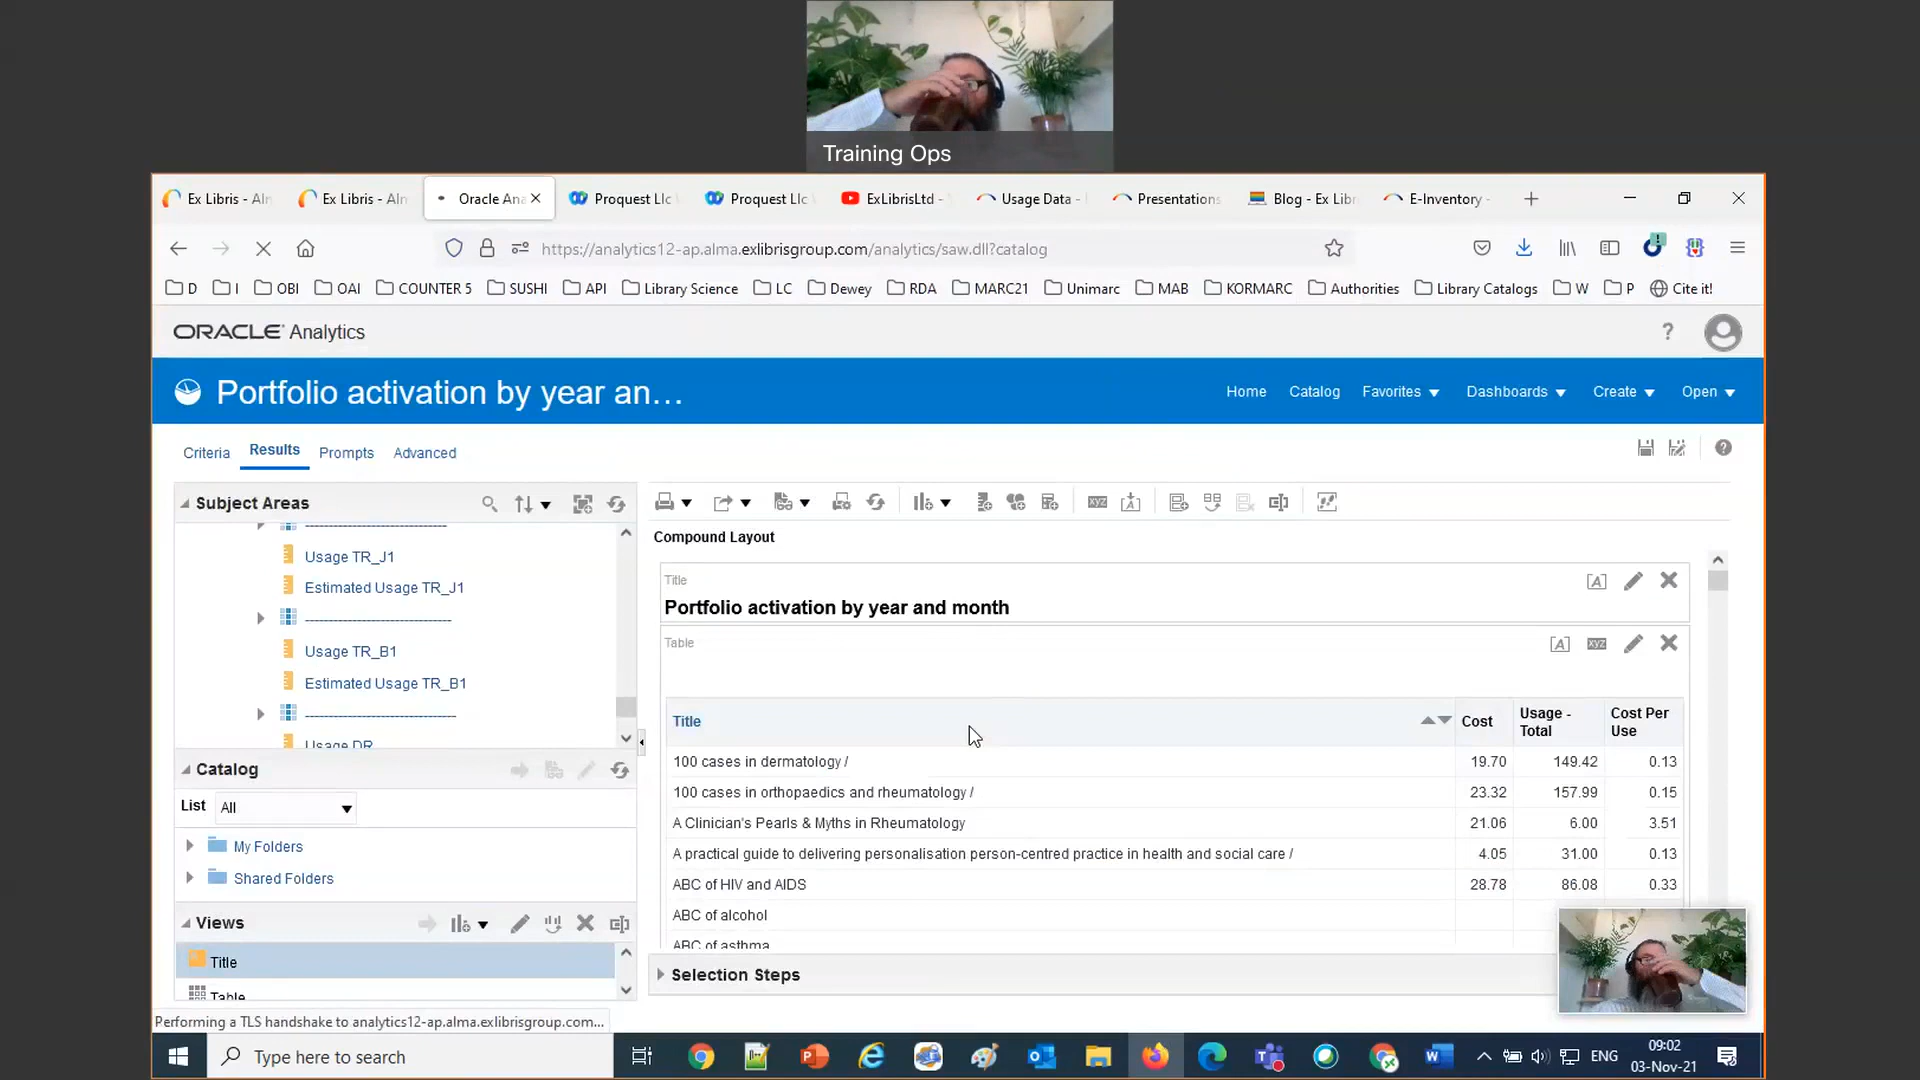 Training Ops
Ex Libris - Aln
Ex Libris - Aln
Oracle Ana
Proquest Llc
Proquest Llc
ExLibrisLtd -
Usage Data -
Presentations
Blog - Ex Libr
E-Inventory -
https://analytics12-ap.alma.exlibrisgroup.com/analytics/saw.dll?catalog
D
I
OBI
OAI
COUNTER 5
SUSHI
API
Library Science
LC
Dewey
RDA
MARC21
Unimarc
MAB
KORMARC
Authorities
Library Catalogs
W
P
Cite it!
ORACLE Analytics
?
Portfolio activation by year an...
Home
Catalog
Favorites
Dashboards
Create
Open
Criteria
Results
Prompts
Advanced
Subject Areas
Usage TR_J1
Estimated Usage TR_J1
Usage TR_B1
Estimated Usage TR_B1
Usage DR
Catalog
List
All
My Folders
Shared Folders
Views
Title
Table
Compound Layout
Title
Portfolio activation by year and month
Table
Title Cost Usage - Total Cost Per Use
100 cases in dermatology / 19.70 149.42 0.13
100 cases in orthopaedics and rheumatology / 23.32 157.99 0.15
A Clinician's Pearls & Myths in Rheumatology 21.06 6.00 3.51
A practical guide to delivering personalisation person-centred practice in health and social care / 4.05 31.00 0.13
ABC of HIV and AIDS 28.78 86.08 0.33
ABC of alcohol
ABC of asthma
Selection Steps
Performing a TLS handshake to analytics12-ap.alma.exlibrisgroup.com...
Type here to search
ENG
09:02
03-Nov-21